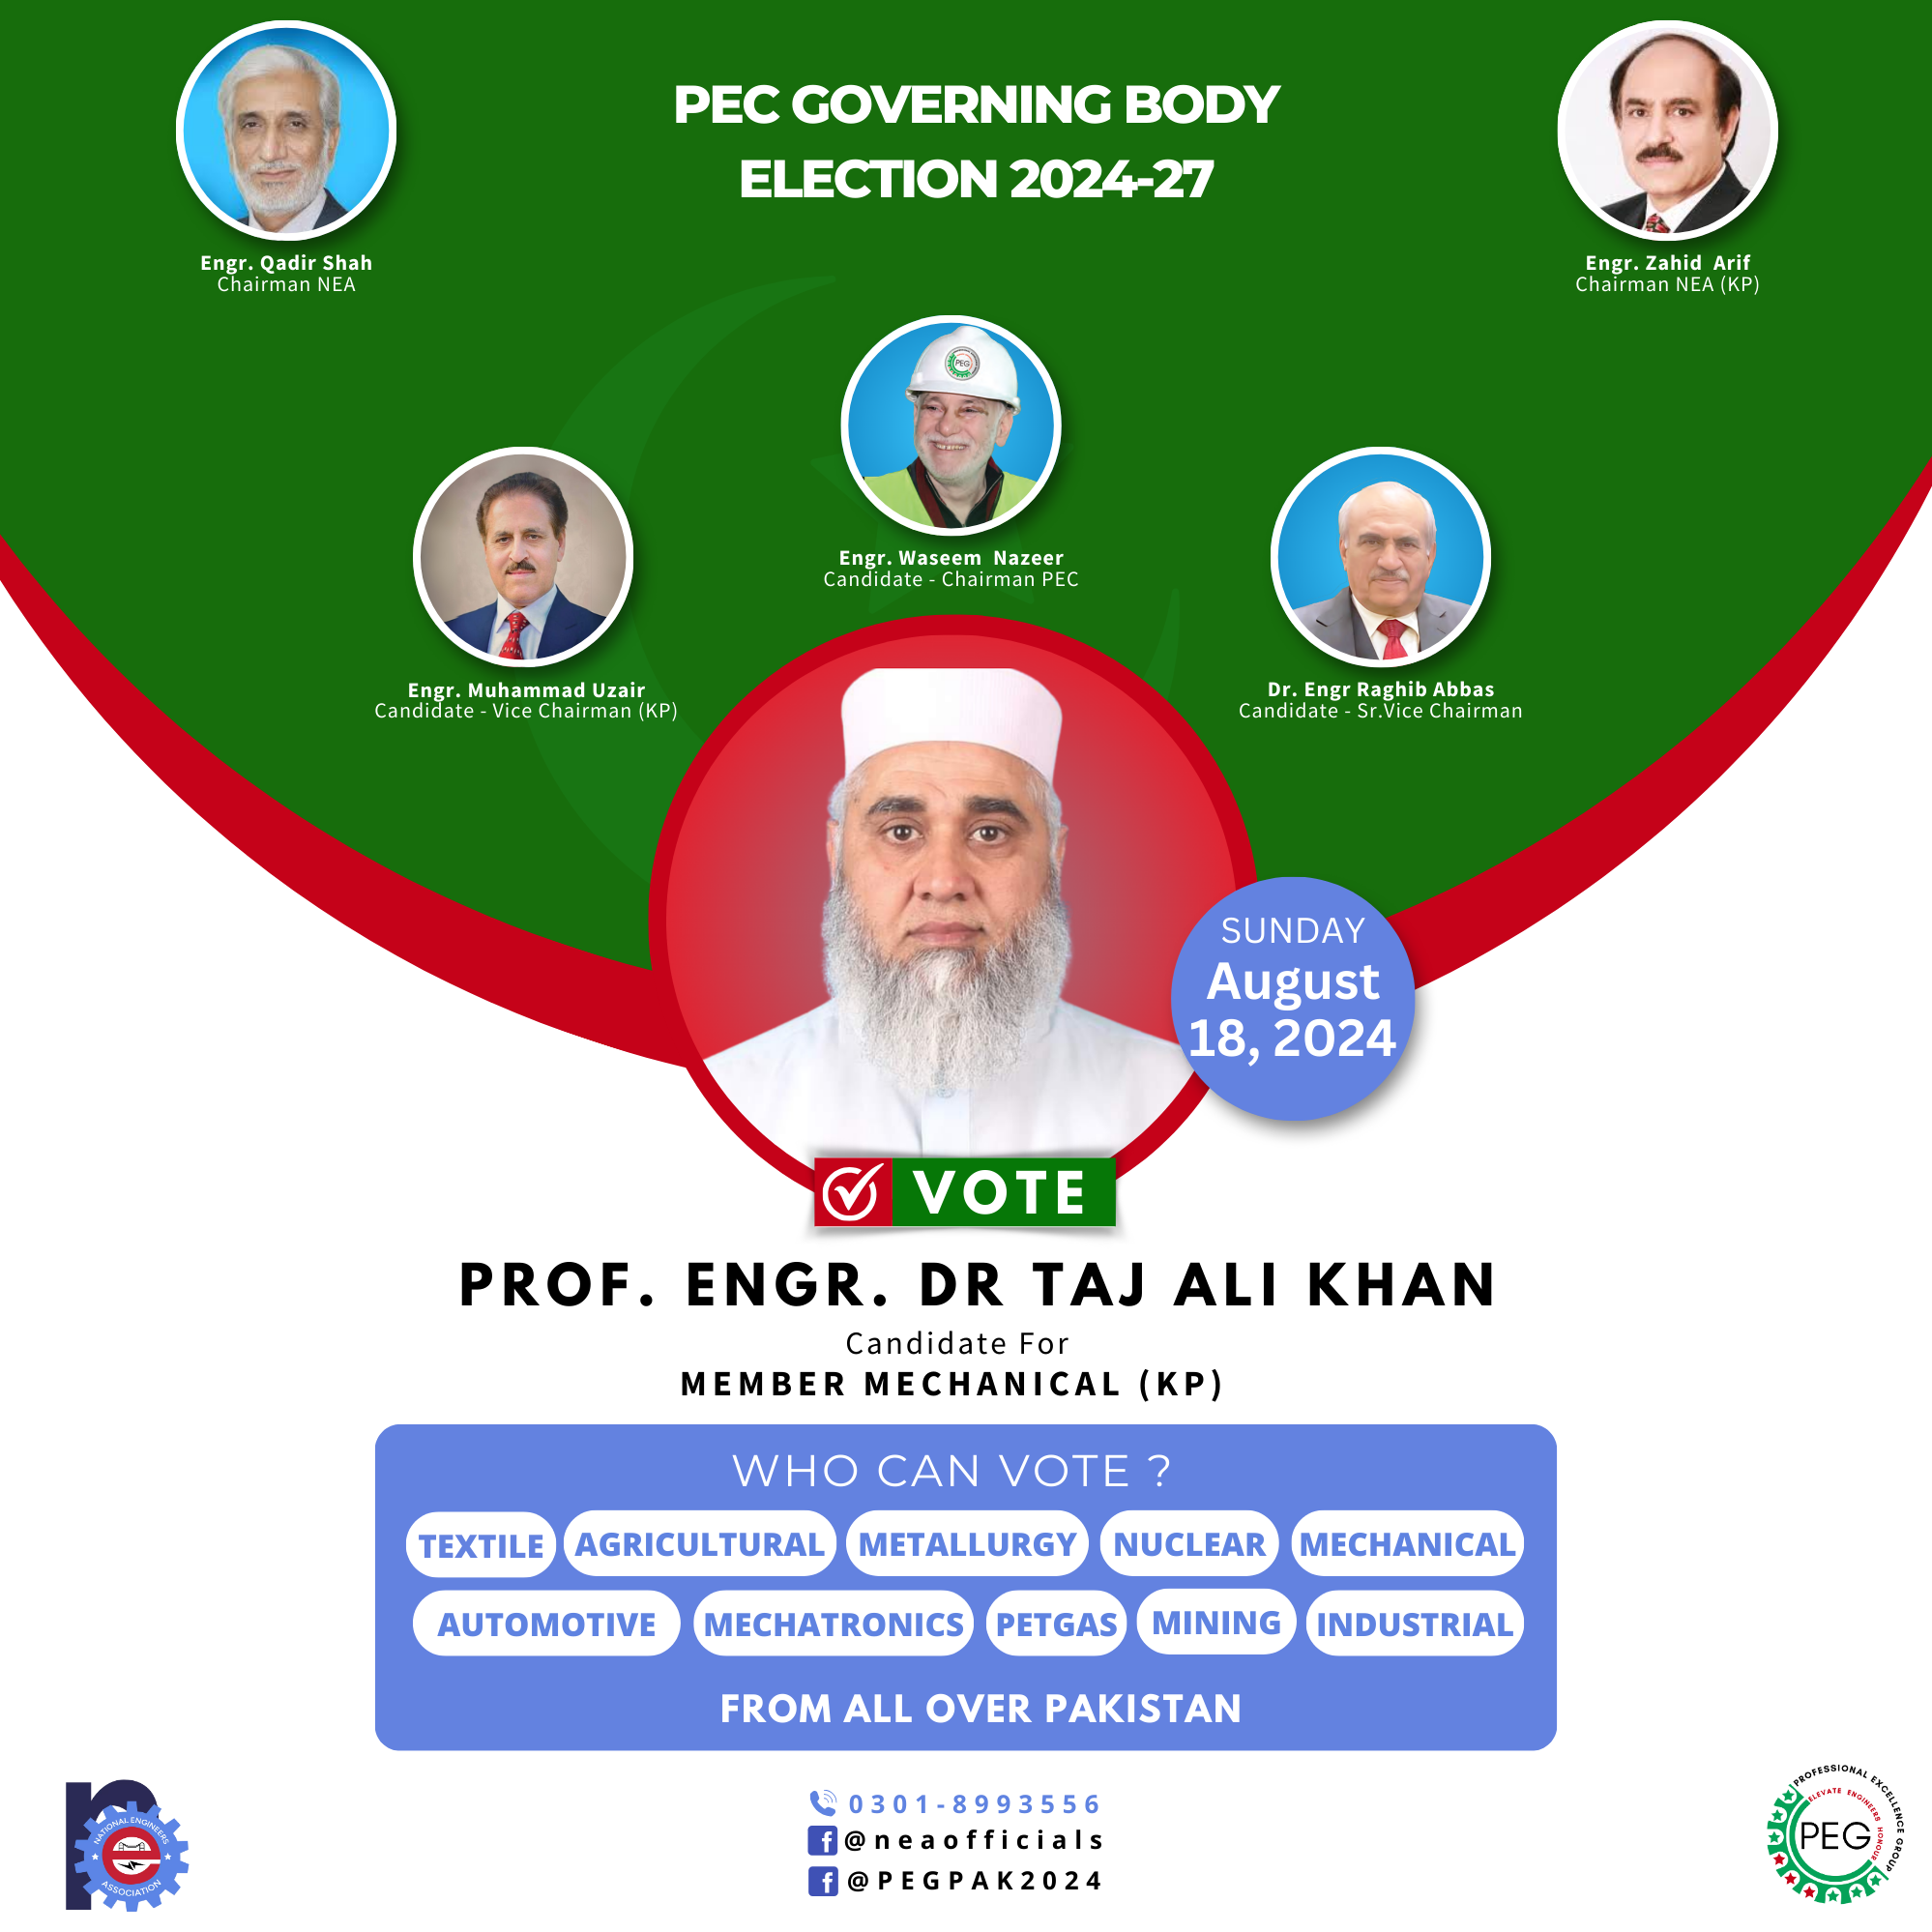 PEC GOVERNING BODY
ELECTION 2024-27
Engr. Qadir Shah
Chairman NEA
Engr. Zahid Arif
Chairman NEA (KP)
PEG
Engr. Waseem Nazeer
Candidate - Chairman PEC
Engr. Muhammad Uzair
Candidate - Vice Chairman (KP)
Dr. Engr Raghib Abbas
Candidate - Sr.Vice Chairman
SUNDAY
August
18, 2024
VOTE
PROF. ENGR. DR TAJ ALI KHAN
Candidate For
MEMBER MECHANICAL (KP)
WHO CAN VOTE ?
TEXTILE AGRICULTURAL METALLURGY NUCLEAR MECHANICAL
AUTOMOTIVE MECHATRONICS PETGAS MINING INDUSTRIAL
FROM ALL OVER PAKISTAN
0301-8993556
@neaofficials
@PEGPAK2024
n
NATIONAL ENGINEERS
e
ASSOCIATION
PROFESSIONAL EXCELLENCE GROUP
ELEVATE ENGINEERS HONOUR
PEG